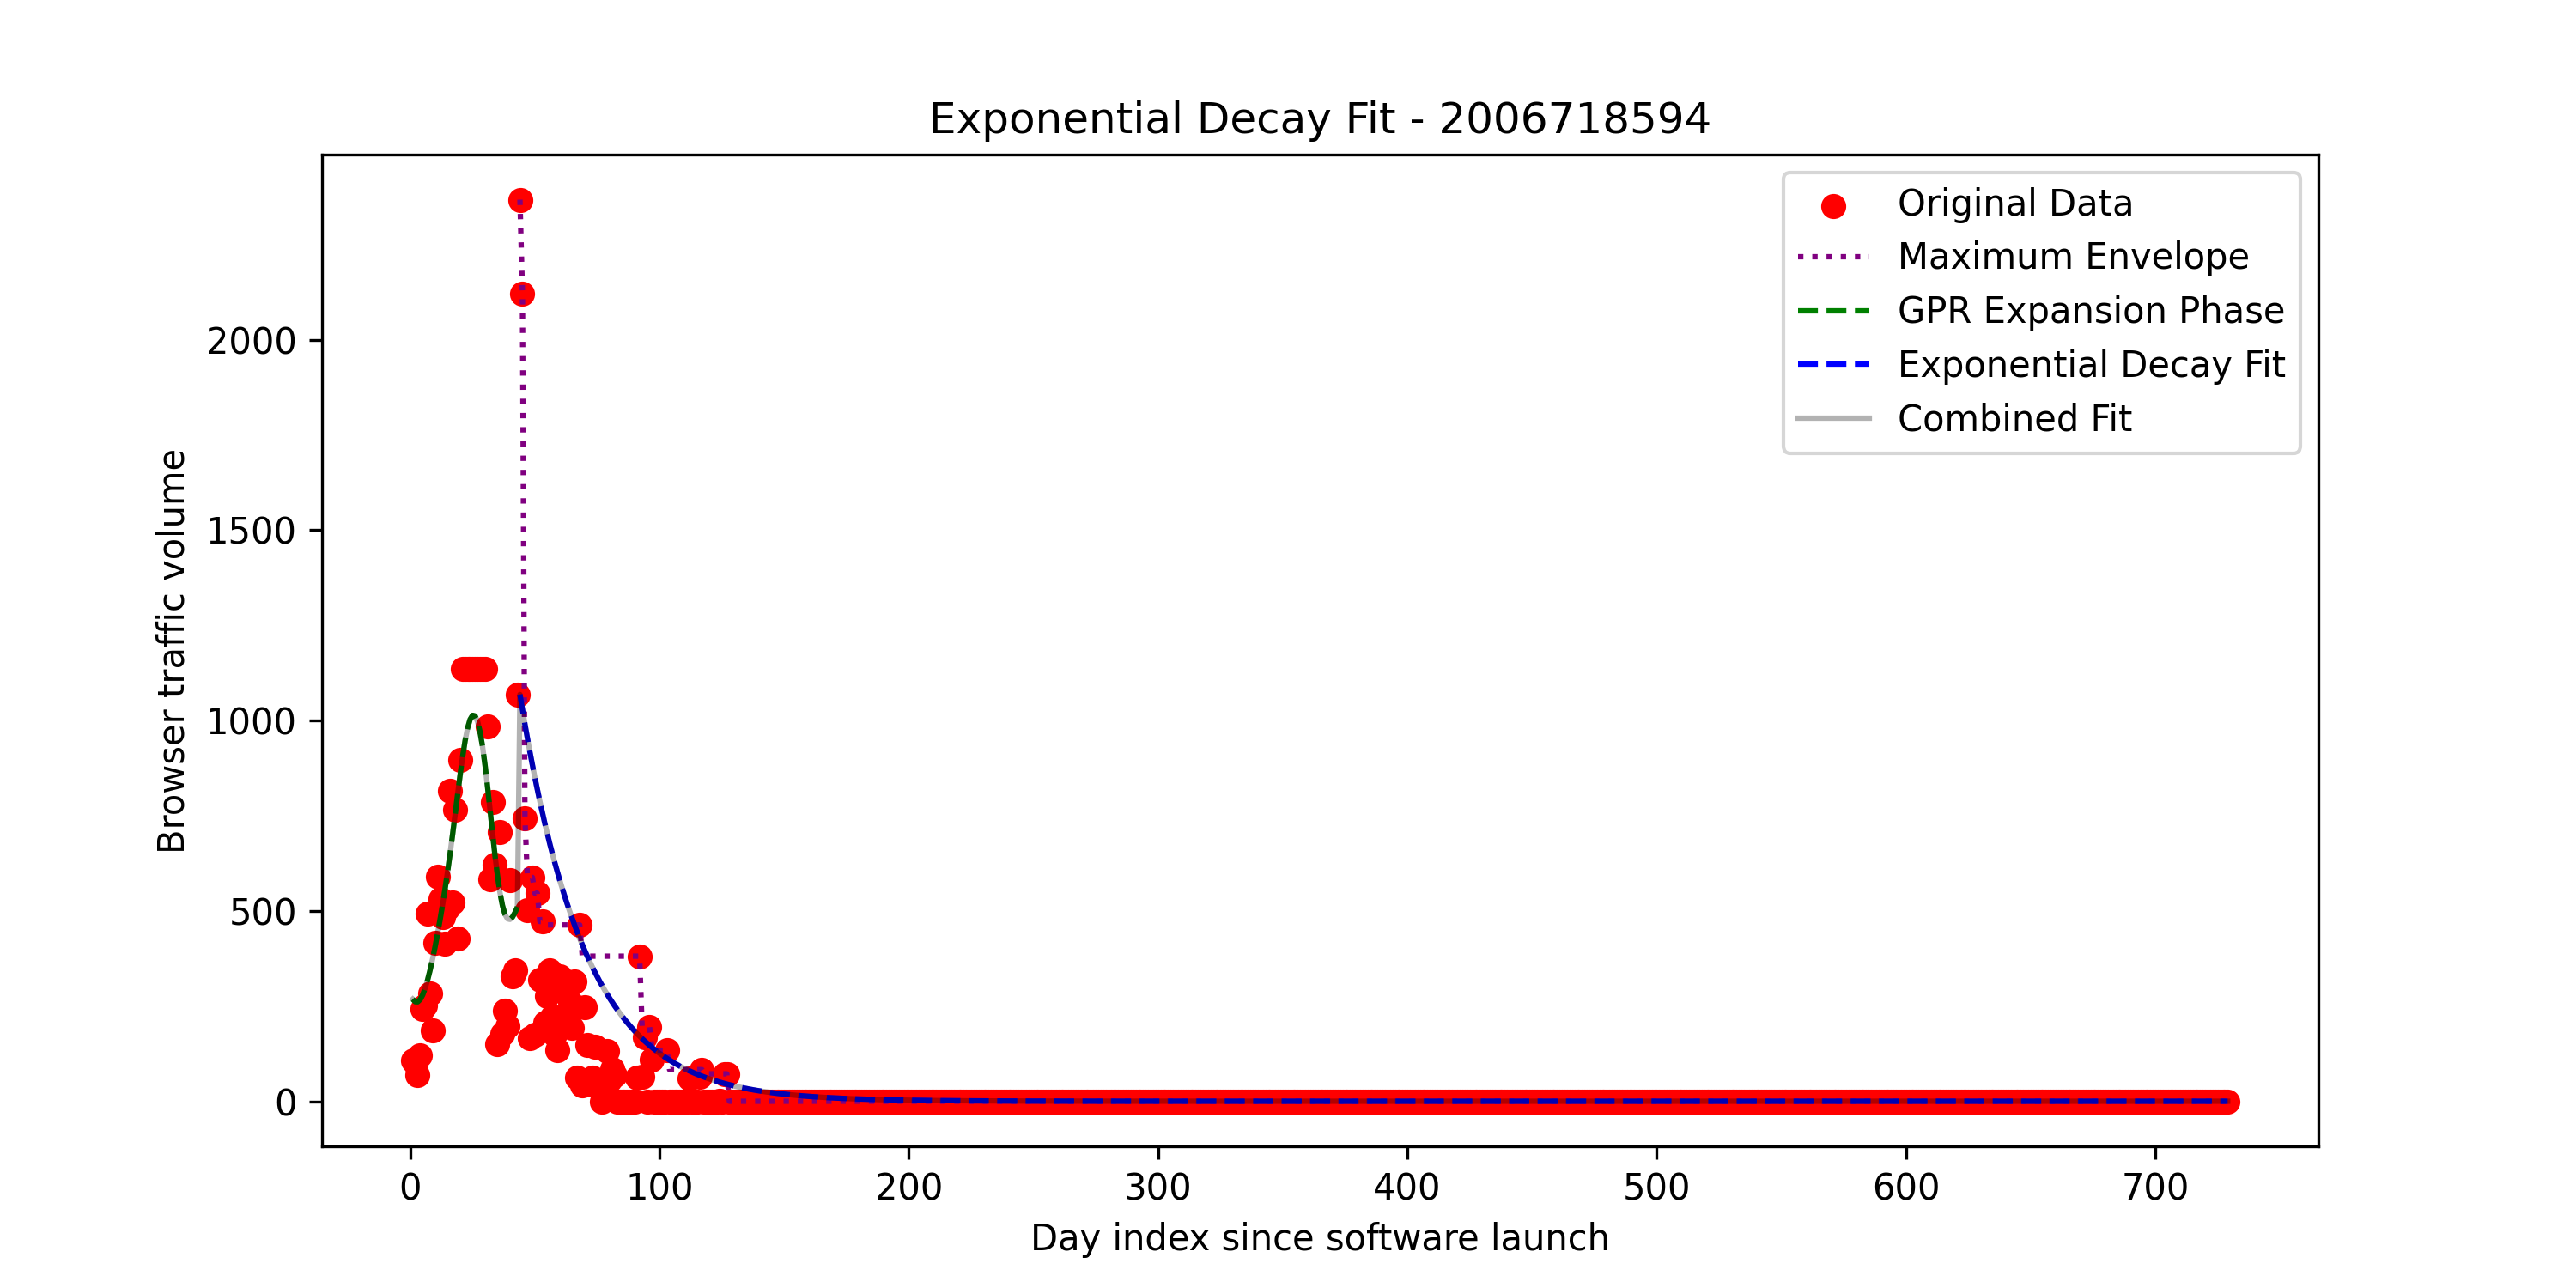 Exponential Decay Fit - 2006718594
Original Data
Maximum Envelope
GPR Expansion Phase
Exponential Decay Fit
Combined Fit
Browser traffic volume
2000
1500
1000
500
0
0 100 200 300 400 500 600 700
Day index since software launch